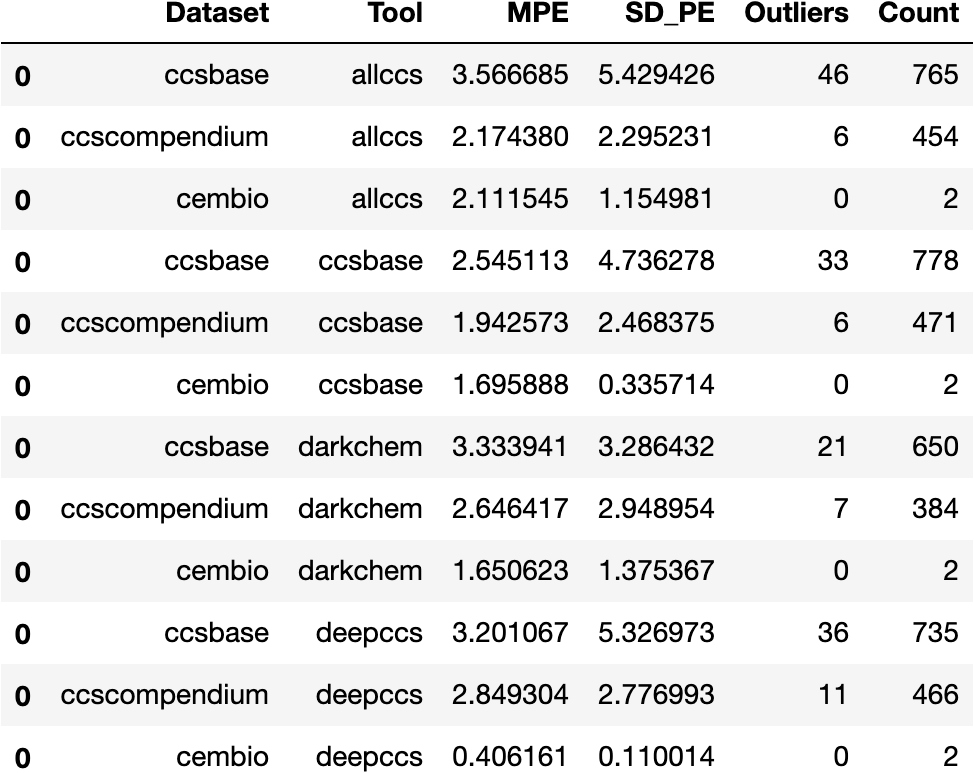 Dataset Tool MPE SD_PE Outliers Count
0 ccsbase allccs 3.566685 5.429426 46 765
0 ccscompendium allccs 2.174380 2.295231 6 454
0 cembio allccs 2.111545 1.154981 0 2
0 ccsbase ccsbase 2.545113 4.736278 33 778
0 ccscompendium ccsbase 1.942573 2.468375 6 471
0 cembio ccsbase 1.695888 0.335714 0 2
0 ccsbase darkchem 3.333941 3.286432 21 650
0 ccscompendium darkchem 2.646417 2.948954 7 384
0 cembio darkchem 1.650623 1.375367 0 2
0 ccsbase deepccs 3.201067 5.326973 36 735
0 ccscompendium deepccs 2.849304 2.776993 11 466
0 cembio deepccs 0.406161 0.110014 0 2